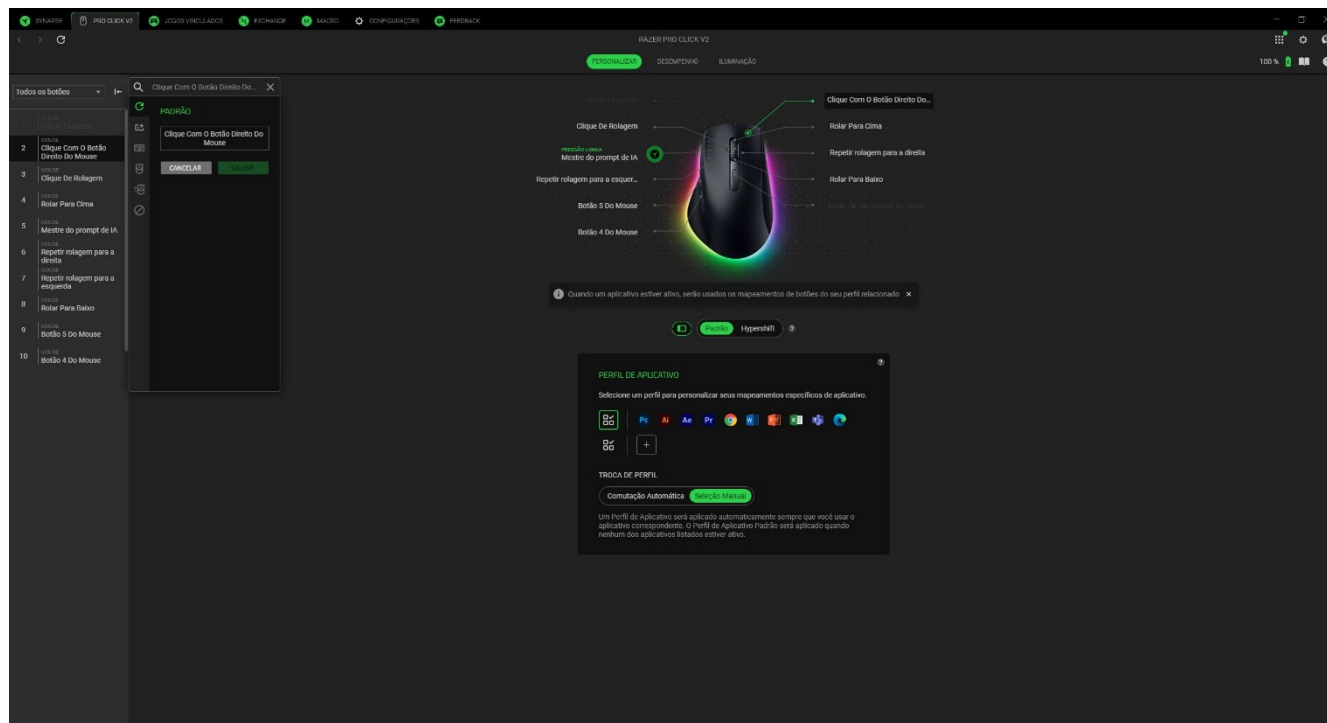 SYNAPSE
PRO CLICK V2
JOGOS VINCULADOS
EXCHANGE
MACRO
CONFIGURAÇÕES
FEEDBACK
RAZER PRO CLICK V2
PERSONALIZAR
DESEMPENHO
ILUMINAÇÃO
100 %
Todos os botões
1
MOUSE
2
MOUSE
Clique Com O Botão
Direito Do Mouse
3
MOUSE
Clique De Rolagem
4
MOUSE
Rolar Para Cima
5
MOUSE
Mestre do prompt de IA
6
MOUSE
Repetir rolagem para a
direita
7
MOUSE
Repetir rolagem para a
esquerda
8
MOUSE
Rolar Para Baixo
9
MOUSE
Botão 5 Do Mouse
10
MOUSE
Botão 4 Do Mouse
Clique Com O Botão Direito Do...
PADRÃO
Clique Com O Botão Direito Do
Mouse
CANCELAR
SALVAR
Clique Esquerdo
Clique De Rolagem
PRESSÃO LONGA
Mestre do prompt de IA
Repetir rolagem para a esquer...
Botão 5 Do Mouse
Botão 4 Do Mouse
Clique Com O Botão Direito Do...
Rolar Para Cima
Repetir rolagem para a direita
Rolar Para Baixo
Quando um aplicativo estiver ativo, serão usados os mapeamentos de botões do seu perfil relacionado
Padrão
Hypershift
?
?
PERFIL DE APLICATIVO
Selecione um perfil para personalizar seus mapeamentos específicos de aplicativo.
Ps
Ai
Ae
Pr
+
TROCA DE PERFIL
Comutação Automática
Seleção Manual
Um Perfil de Aplicativo será aplicado automaticamente sempre que você usar o
aplicativo correspondente. O Perfil de Aplicativo Padrão será aplicado quando
nenhum dos aplicativos listados estiver ativo.